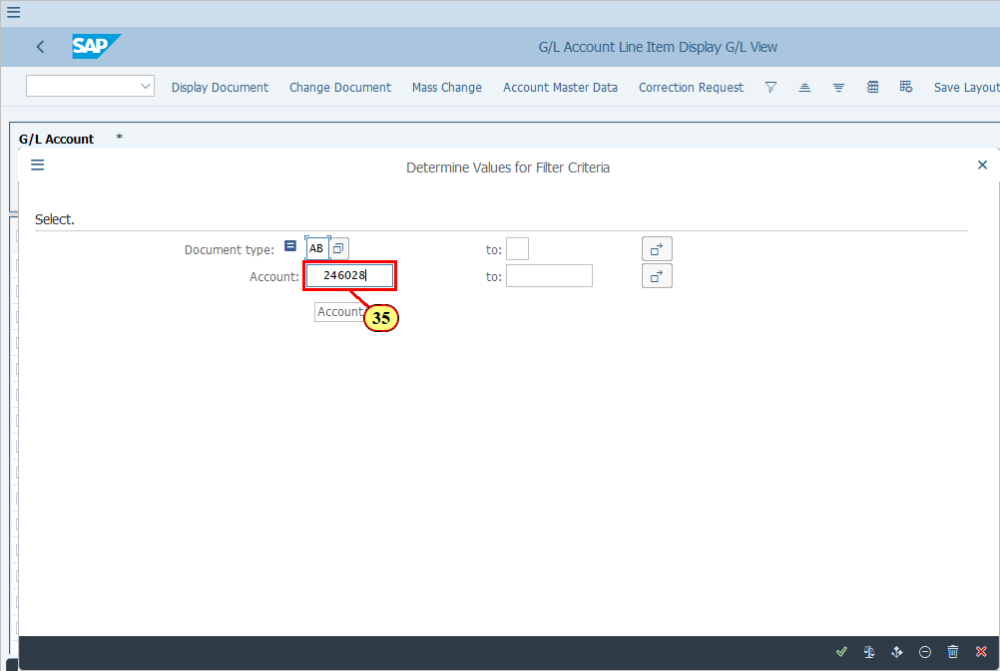 SAP G/L Account Line Item Display G/L View
Display Document Change Document Mass Change Account Master Data Correction Request Save Layout
G/L Account *
Determine Values for Filter Criteria
Select.
Document type: AB to:
Account: 246028 to:
Account
35